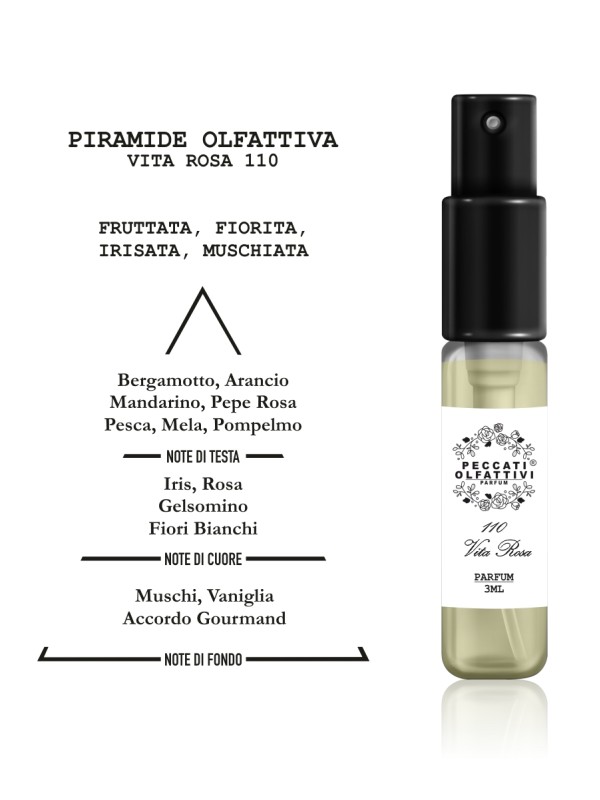 PIRAMIDE OLFATTIVA
VITA ROSA 110
FRUTTATA, FIORITA,
IRISATA, MUSCHIATA
Bergamotto, Arancio
Mandarino, Pepe Rosa
Pesca, Mela, Pompelmo
NOTE DI TESTA
Iris, Rosa
Gelsomino
Fiori Bianchi
NOTE DI CUORE
Muschi, Vaniglia
Accordo Gourmand
NOTE DI FONDO
PECCATI®
OLFATTIVI
PARFUM
110
Vita Rosa
PARFUM
3ML